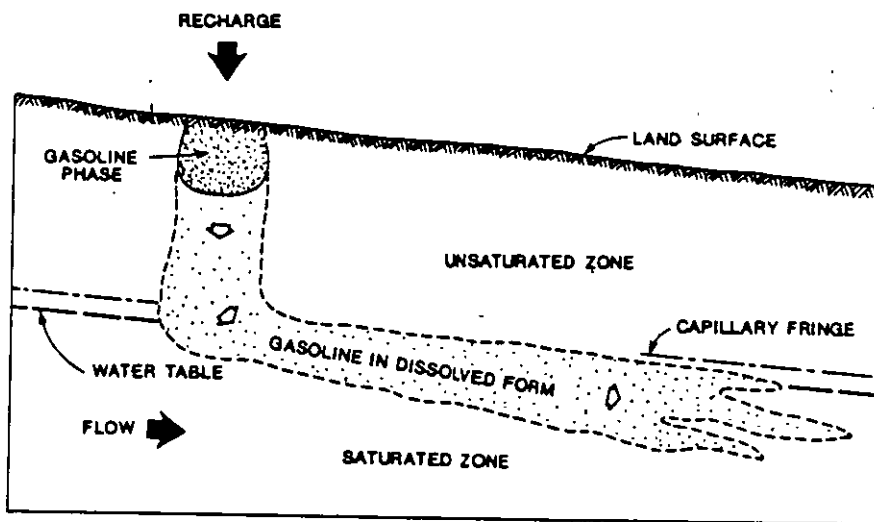 RECHARGE
LAND SURFACE
GASOLINE
PHASE
UNSATURATED ZONE
CAPILLARY FRINGE
GASOLINE IN DISSOLVED FORM
WATER TABLE
FLOW
SATURATED ZONE